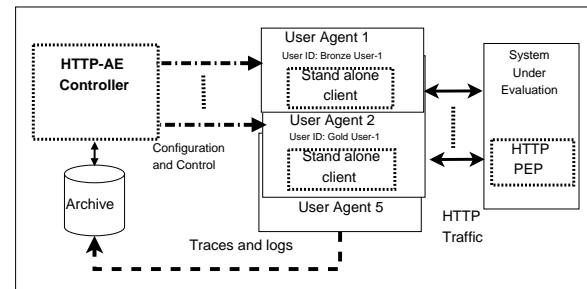 HTTP-AE
Controller
Archive
Configuration
and Control
Traces and logs
User Agent 1
User ID: Bronze User-1
Stand alone
client
User Agent 2
User ID: Gold User-1
Stand alone
client
User Agent 5
HTTP
Traffic
System
Under
Evaluation
HTTP
PEP